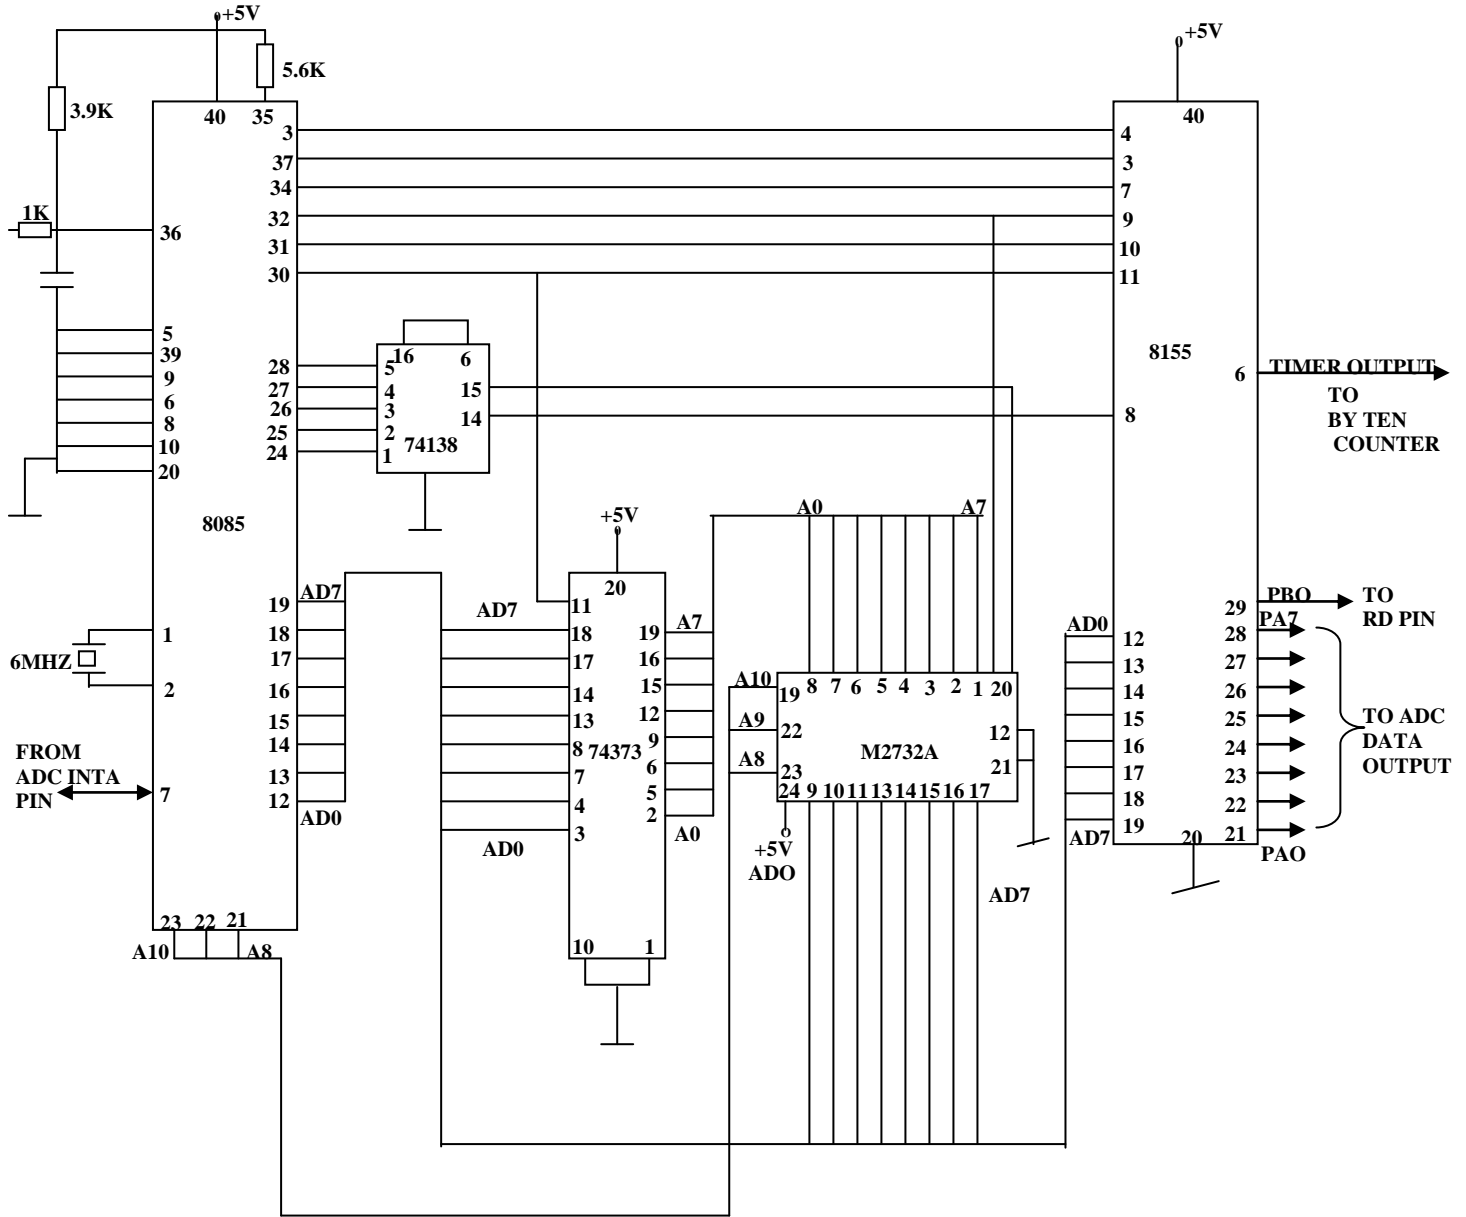 +5V
+5V
5.6K
3.9K
40
35
40
3
4
37
3
34
7
1K
32
9
36
31
10
30
11
5
39
9
6
8
10
20
16
6
28
5
27
4
15
26
3
14
25
2
74138
24
1
8155
6
TIMER OUTPUT
TO
BY TEN
COUNTER
8
8085
+5V
A0
A7
20
19
AD7
AD7
11
18
18
17
17
16
14
15
13
14
8
74373
13
7
12
4
AD0
3
AD0
19
A7
16
15
12
9
6
5
2
A0
10
1
1
6MHZ
2
FROM
ADC INTA
PIN
7
23
22
21
A10
A8
A10
19
8
7
6
5
4
3
2
1
20
A9
22
12
M2732A
A8
23
21
24
9
10
11
13
14
15
16
17
+5V
ADO
AD7
AD0
12
13
14
15
16
17
18
19
AD7
20
29
PBO
TO
RD PIN
28
PA7
27
26
25
24
23
22
21
PAO
TO ADC
DATA
OUTPUT